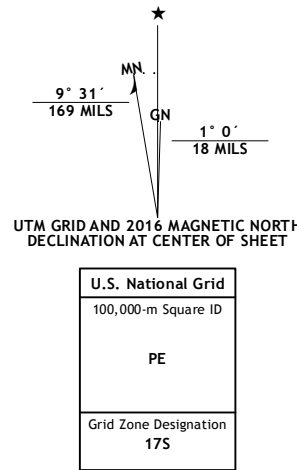 ★
MN
9° 31´
169 MILS
GN
1° 0´
18 MILS
UTM GRID AND 2016 MAGNETIC NORTH
DECLINATION AT CENTER OF SHEET
U.S. National Grid
100,000-m Square ID
PE
Grid Zone Designation
17S